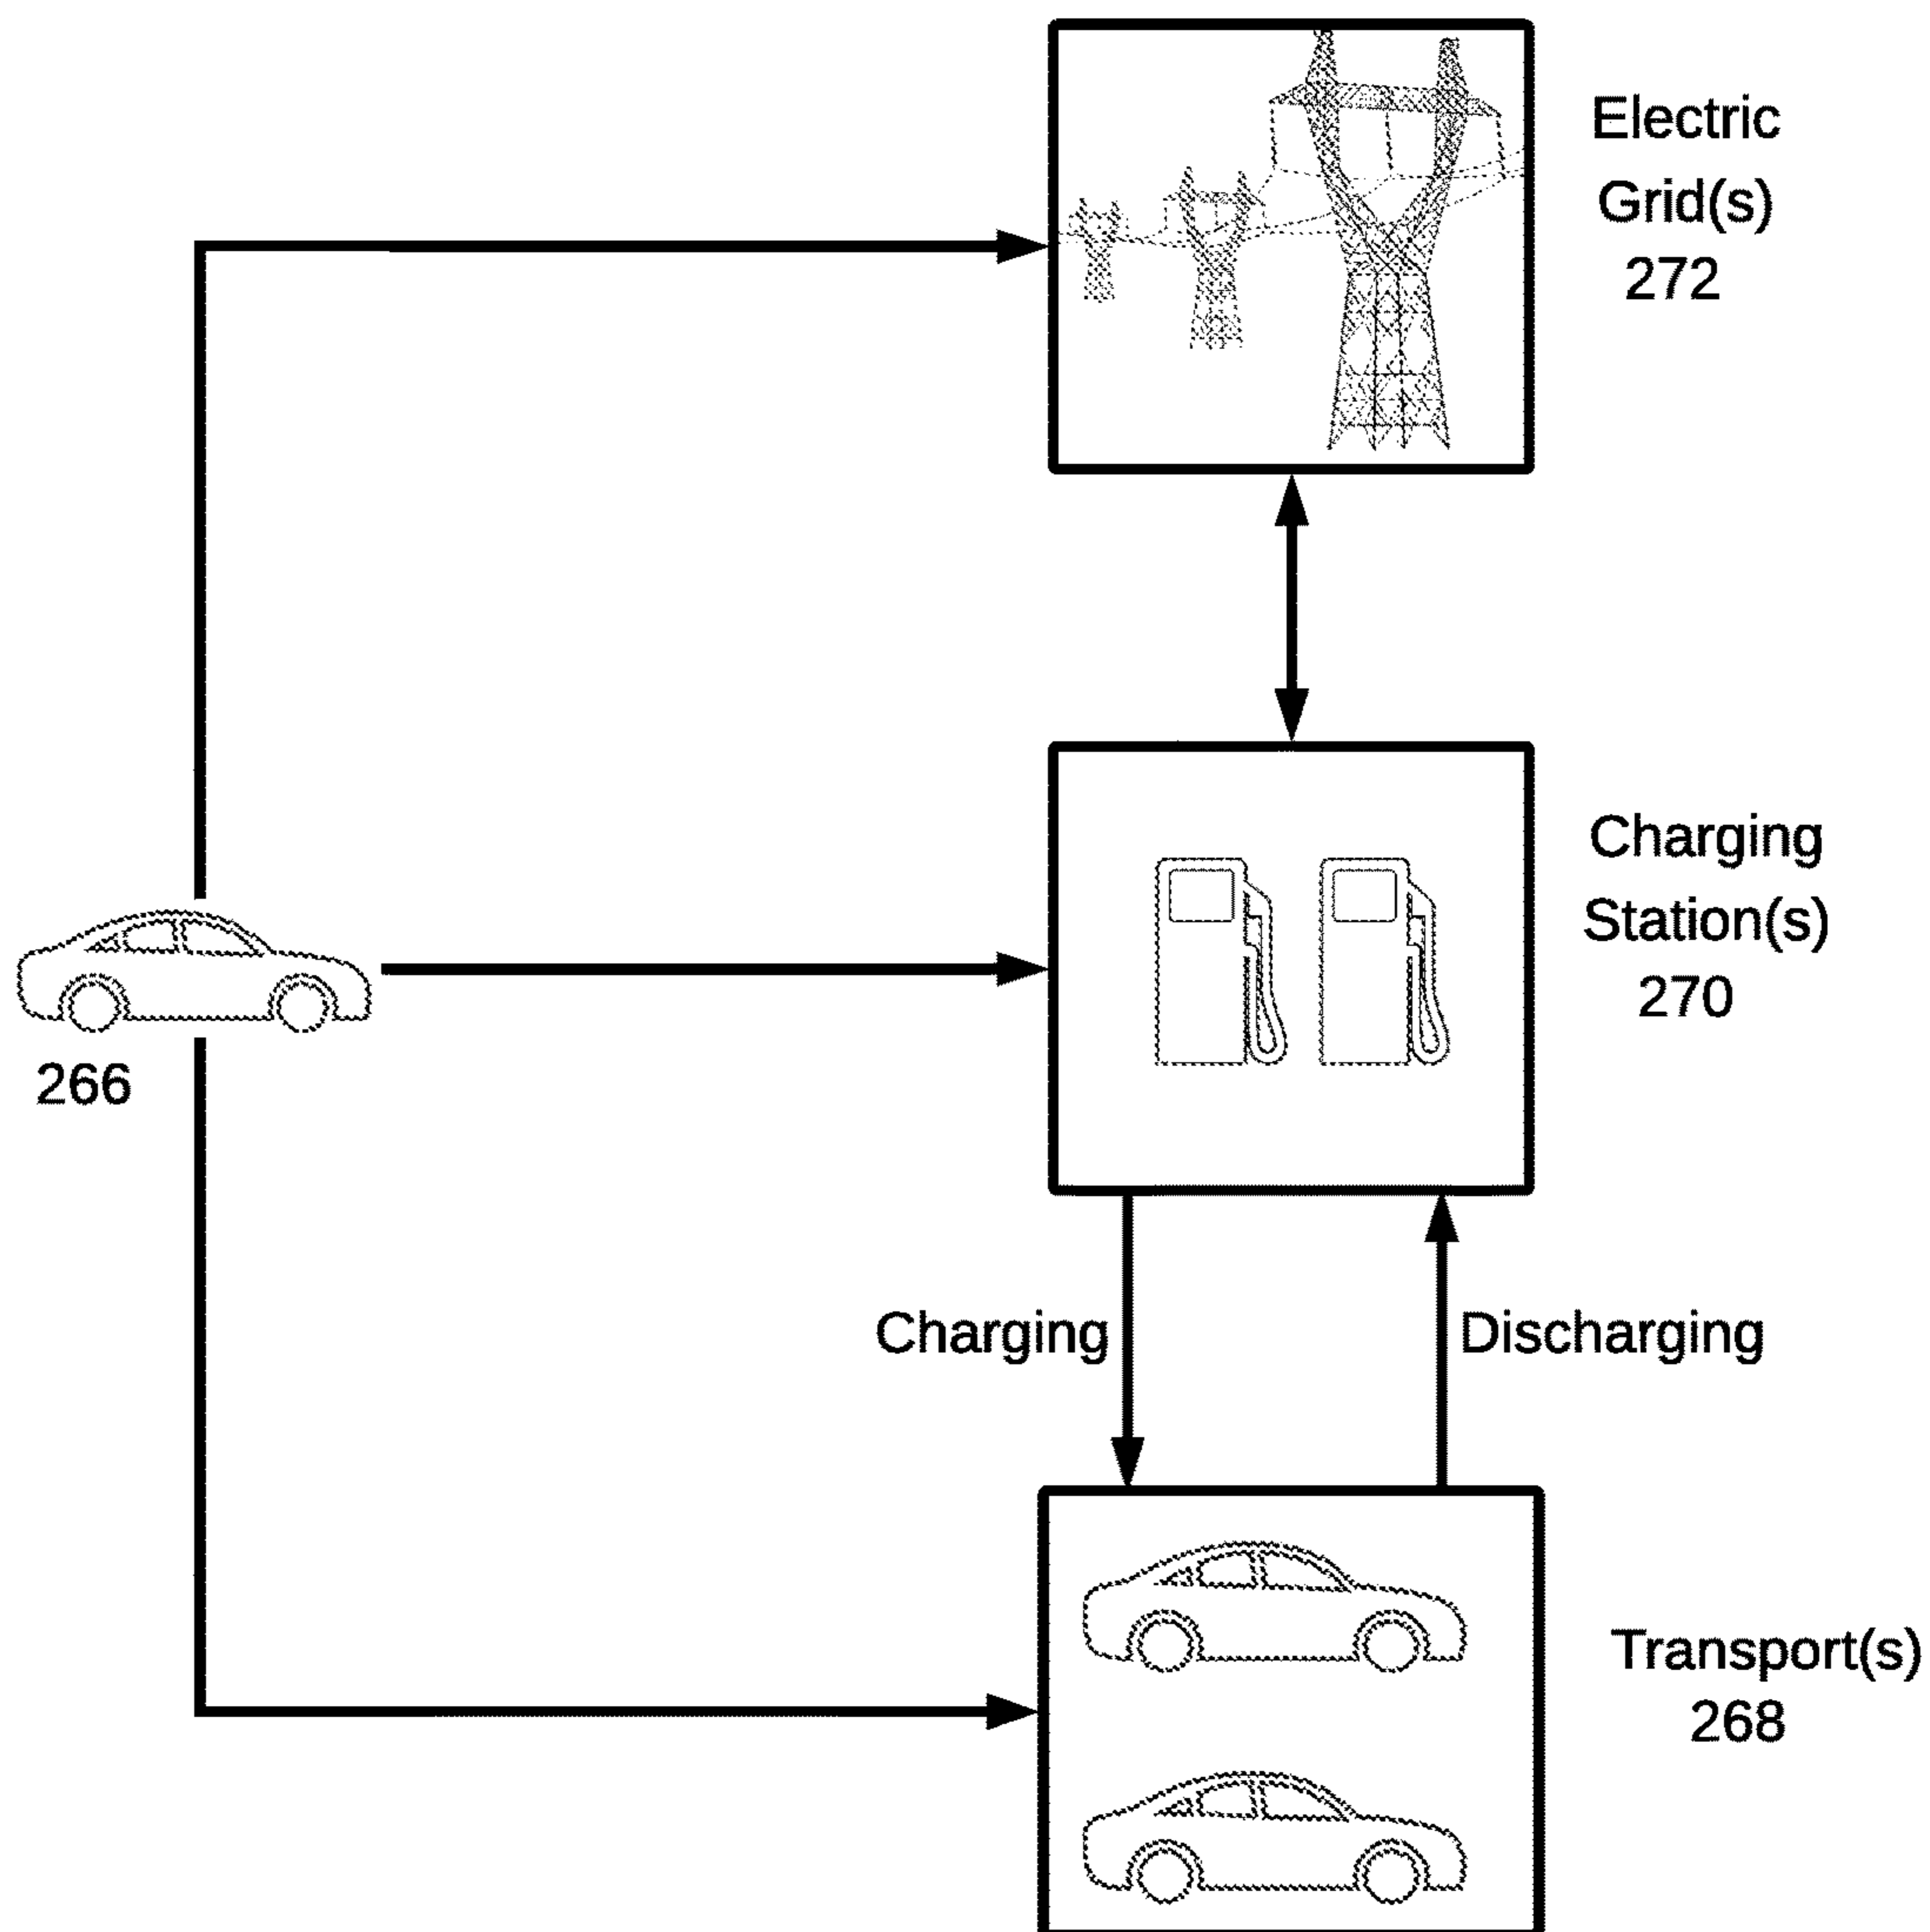 Electric
Grid(s)
272
Charging
Station(s)
270
266
Charging
Discharging
Transport(s)
268